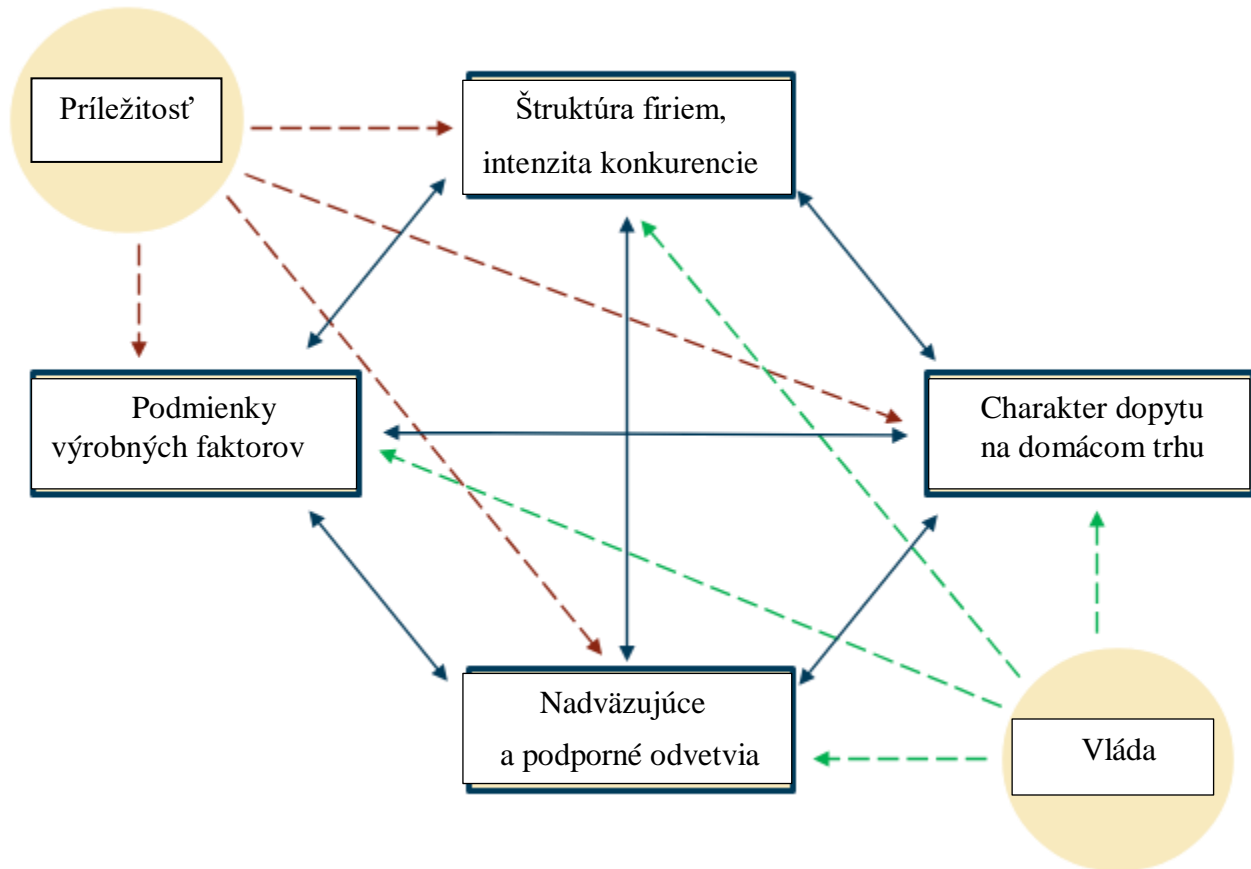 Príležitosť
Štruktúra firiem,
intenzita konkurencie
Podmienky
výrobných faktorov
Charakter dopytu
na domácom trhu
Nadväzujúce
a podporné odvetvia
Vláda